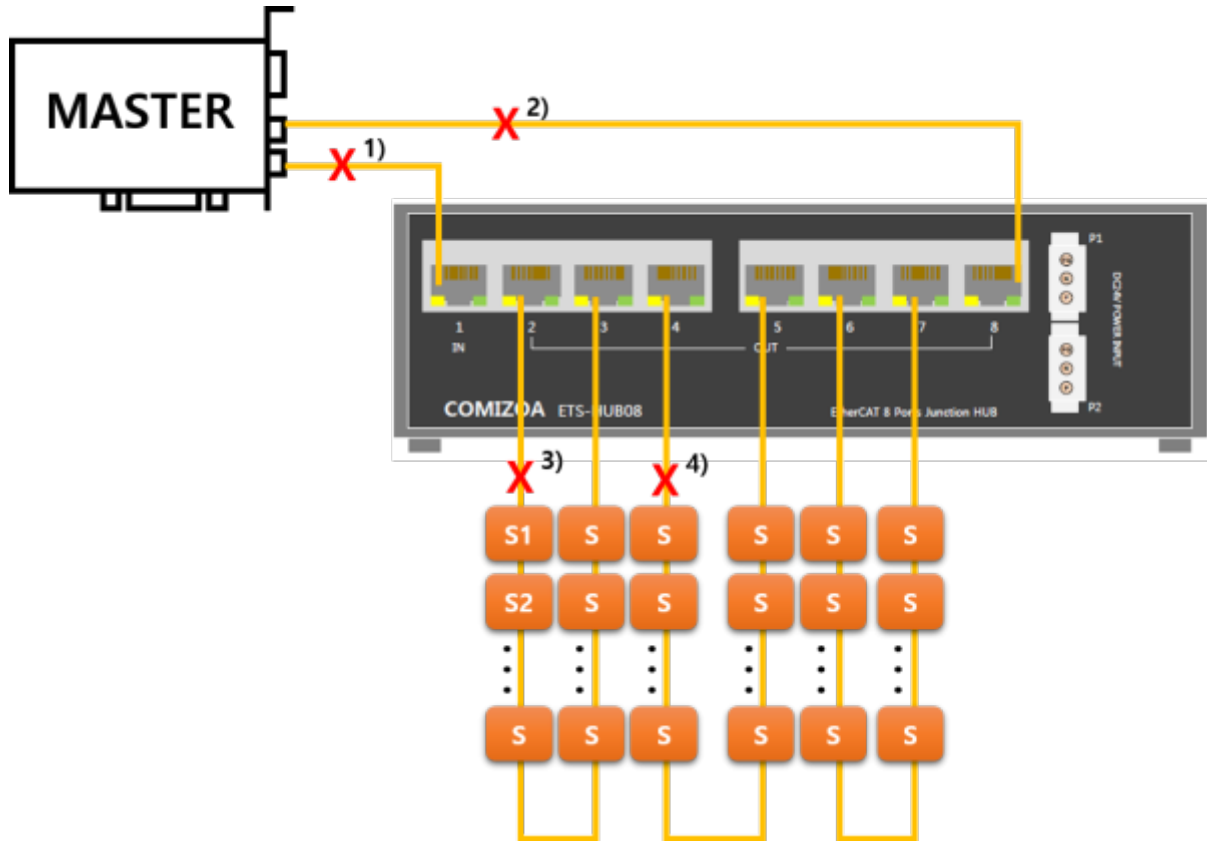 MASTER
2)
1)
P1
DC24V POWER INPUT
1 2 3 4 5 6 7 8
IN OUT
COMIZOA ETS-HUB08 EtherCAT 8 Ports Junction HUB
P2
3) 4)
S1 S S S S S
S2 S S S S S
S S S S S S